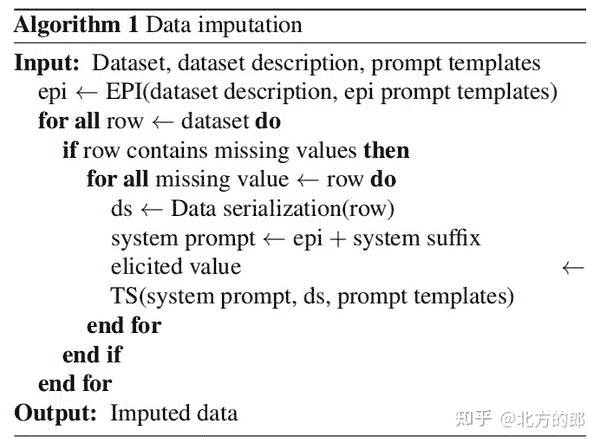 Algorithm 1 Data imputation
Input: Dataset, dataset description, prompt templates
epi ← EPI(dataset description, epi prompt templates)
for all row ← dataset do
if row contains missing values then
for all missing value ← row do
ds ← Data serialization(row)
system prompt ← epi + system suffix
elicited value ←
TS(system prompt, ds, prompt templates)
end for
end if
end for
Output: Imputed data
知乎 @北方的郎